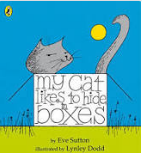 my cat
likes to hide
in
boxes
by Eve Sutton
illustrated by Lynley Dodd